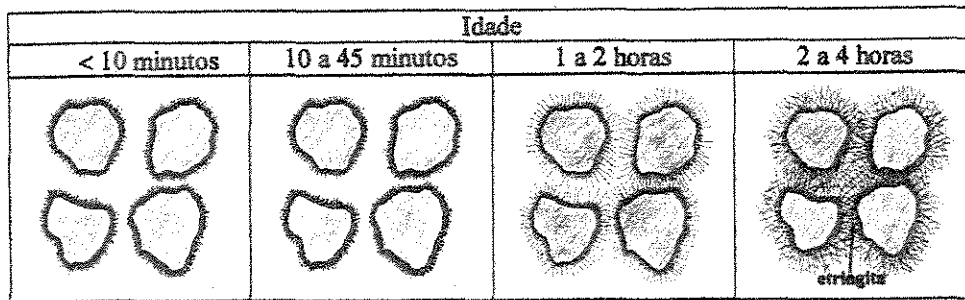 Idade
< 10 minutos
10 a 45 minutos
1 a 2 horas
2 a 4 horas
etringita